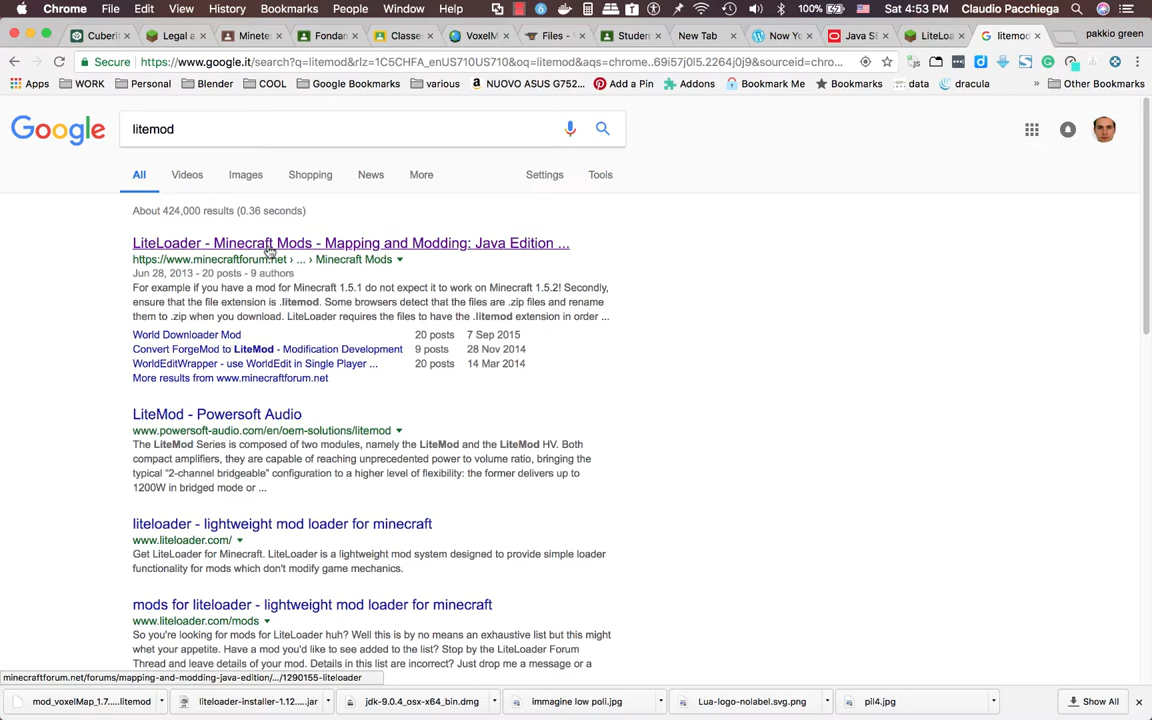 Chrome File Edit View History Bookmarks People Window Help 100% Sat 4:53 PM Claudio Pacchiega
Cuberit Legal a Minete Fondan Classe VoxelM Files - Studen New Tab Now Yo Java SE LiteLoa litemod pakkio green
Secure https://www.google.it/search?q=litemod&rlz=1C5CHFA_enUS710US710&oq=litemod&aqs=chrome..69i57j0l5.2264j0j9&sourceid=chro...
Apps WORK Personal Blender COOL Google Bookmarks various NUOVO ASUS G752... Add a Pin Addons Bookmark Me Bookmarks data dracula » Other Bookmarks
Google litemod
All Videos Images Shopping News More Settings Tools
About 424,000 results (0.36 seconds)
LiteLoader - Minecraft Mods - Mapping and Modding: Java Edition ...
https://www.minecraftforum.net › ... › Minecraft Mods
Jun 28, 2013 - 20 posts - 9 authors
For example if you have a mod for Minecraft 1.5.1 do not expect it to work on Minecraft 1.5.2! Secondly,
ensure that the file extension is .litemod. Some browsers detect that the files are .zip files and rename
them to .zip when you download. LiteLoader requires the files to have the .litemod extension in order ...
World Downloader Mod 20 posts 7 Sep 2015
Convert ForgeMod to LiteMod - Modification Development 9 posts 28 Nov 2014
WorldEditWrapper - use WorldEdit in Single Player ... 20 posts 14 Mar 2014
More results from www.minecraftforum.net
LiteMod - Powersoft Audio
www.powersoft-audio.com/en/oem-solutions/litemod
The LiteMod Series is composed of two modules, namely the LiteMod and the LiteMod HV. Both
compact amplifiers, they are capable of reaching unprecedented power to volume ratio, bringing the
typical "2-channel bridgeable" configuration to a higher level of flexibility: the former delivers up to
1200W in bridged mode or ...
liteloader - lightweight mod loader for minecraft
www.liteloader.com/
Get LiteLoader for Minecraft. LiteLoader is a lightweight mod system designed to provide simple loader
functionality for mods which don't modify game mechanics.
mods for liteloader - lightweight mod loader for minecraft
www.liteloader.com/mods
So you're looking for mods for LiteLoader huh? Well this is by no means an exhaustive list but this might
whet your appetite. Have a mod you'd like to see added to the list? Stop by the LiteLoader Forum
Thread and leave details of your mod. Details in this list are incorrect? Just drop me a message or a
minecraftforum.net/forums/mapping-and-modding-java-edition/.../1290155-liteloader
mod_voxelMap_1.7....litemod liteloader-installer-1.12....jar jdk-9.0.4_osx-x64_bin.dmg immagine low poli.jpg Lua-logo-nolabel.svg.png pil4.jpg Show All